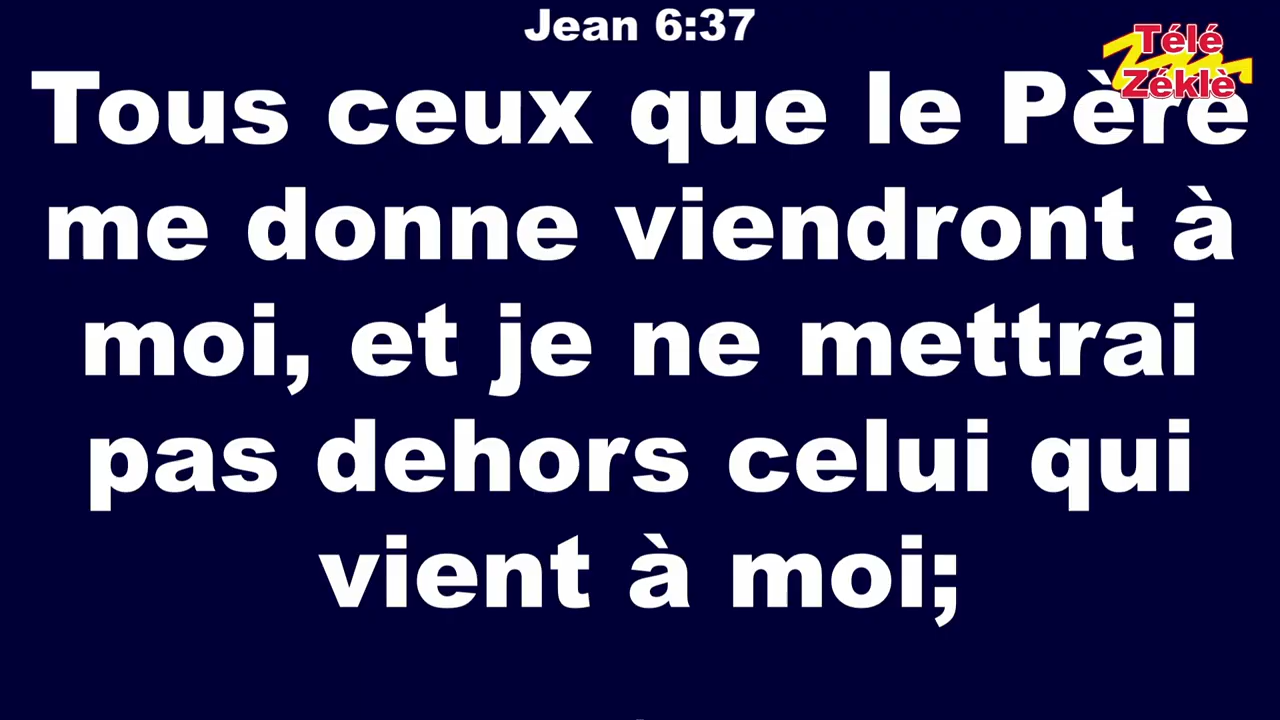 Jean 6:37
Télé
Zéklè
Tous ceux que le Père
me donne viendront à
moi, et je ne mettrai
pas dehors celui qui
vient à moi;